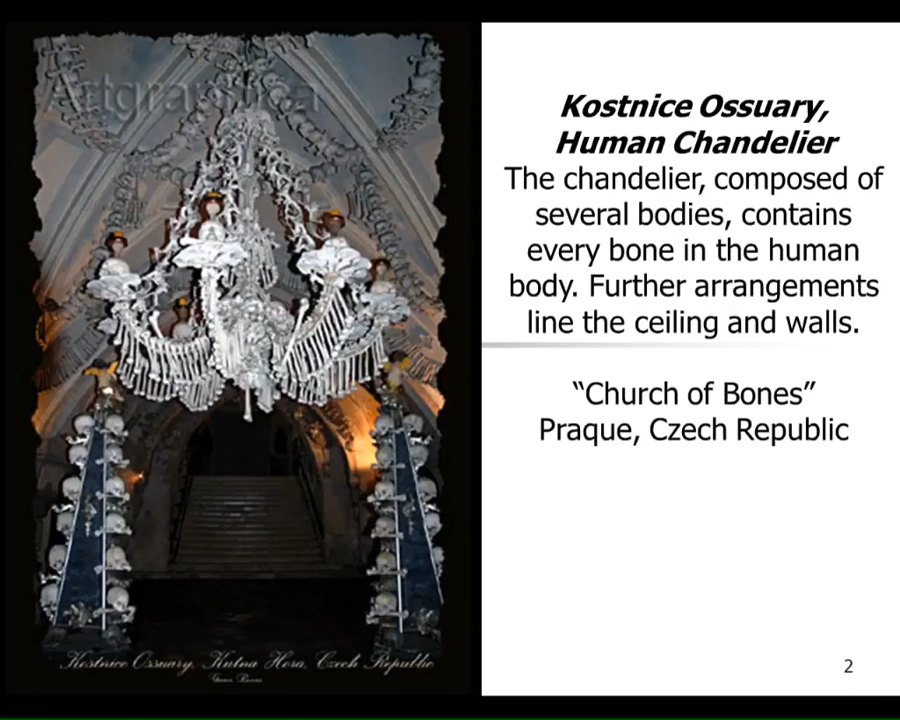 Artgraphica
Kostnice Ossuary,
Human Chandelier
The chandelier, composed of
several bodies, contains
every bone in the human
body. Further arrangements
line the ceiling and walls.
“Church of Bones”
Praque, Czech Republic
Kostnice Ossuary, Kutna Hora, Czech Republic
2